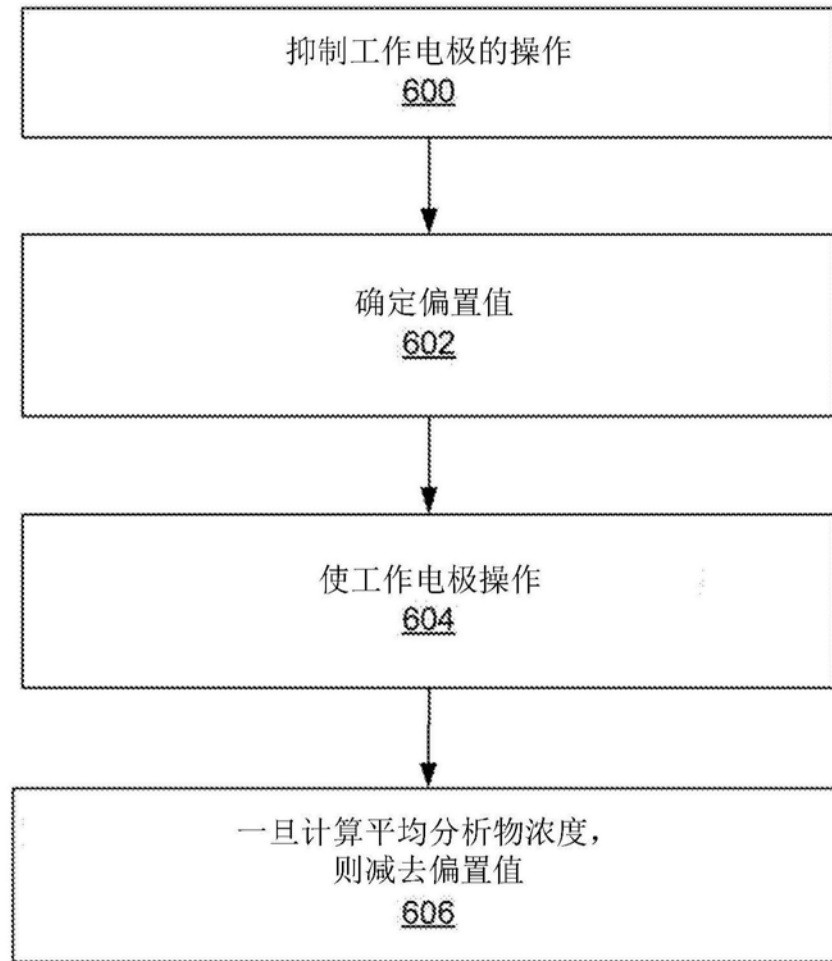 抑制工作电极的操作
600
确定偏置值
602
使工作电极操作
604
一旦计算平均分析物浓度，
则减去偏置值
606